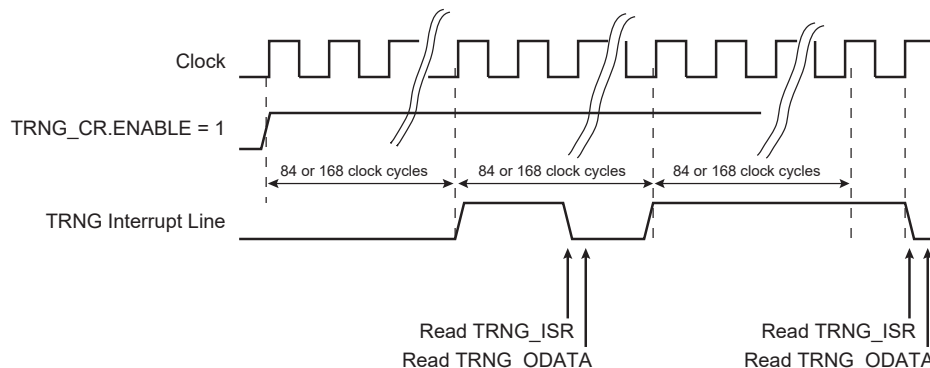 Clock
TRNG_CR.ENABLE = 1
84 or 168 clock cycles
84 or 168 clock cycles
84 or 168 clock cycles
TRNG Interrupt Line
Read TRNG_ISR
Read TRNG_ISR
Read TRNG_ODATA
Read TRNG_ODATA